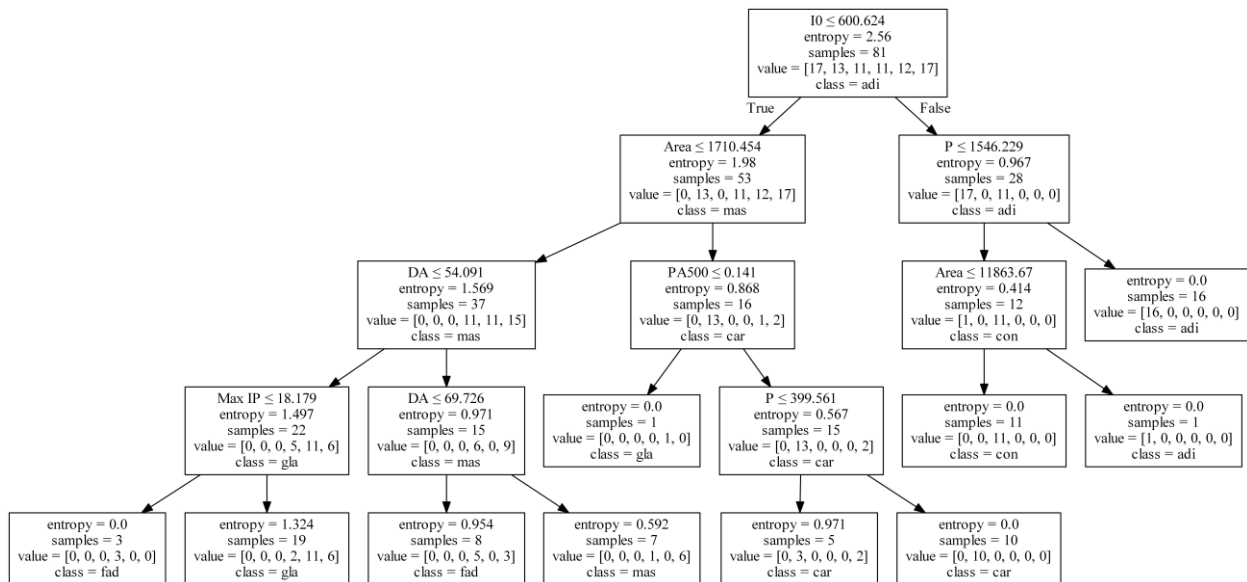 I0 ≤ 600.624
entropy = 2.56
samples = 81
value = [17, 13, 11, 11, 12, 17]
class = adi
True
False
Area ≤ 1710.454
entropy = 1.98
samples = 53
value = [0, 13, 0, 11, 12, 17]
class = mas
P ≤ 1546.229
entropy = 0.967
samples = 28
value = [17, 0, 11, 0, 0, 0]
class = adi
DA ≤ 54.091
entropy = 1.569
samples = 37
value = [0, 0, 0, 11, 11, 15]
class = mas
PA500 ≤ 0.141
entropy = 0.868
samples = 16
value = [0, 13, 0, 0, 1, 2]
class = car
Area ≤ 11863.67
entropy = 0.414
samples = 12
value = [1, 0, 11, 0, 0, 0]
class = con
entropy = 0.0
samples = 16
value = [16, 0, 0, 0, 0, 0]
class = adi
Max IP ≤ 18.179
entropy = 1.497
samples = 22
value = [0, 0, 0, 5, 11, 6]
class = gla
DA ≤ 69.726
entropy = 0.971
samples = 15
value = [0, 0, 0, 6, 0, 9]
class = mas
entropy = 0.0
samples = 1
value = [0, 0, 0, 0, 1, 0]
class = gla
P ≤ 399.561
entropy = 0.567
samples = 15
value = [0, 13, 0, 0, 0, 2]
class = car
entropy = 0.0
samples = 11
value = [0, 0, 11, 0, 0, 0]
class = con
entropy = 0.0
samples = 1
value = [1, 0, 0, 0, 0, 0]
class = adi
entropy = 0.0
samples = 3
value = [0, 0, 0, 3, 0, 0]
class = fad
entropy = 1.324
samples = 19
value = [0, 0, 0, 2, 11, 6]
class = gla
entropy = 0.954
samples = 8
value = [0, 0, 0, 5, 0, 3]
class = fad
entropy = 0.592
samples = 7
value = [0, 0, 0, 1, 0, 6]
class = mas
entropy = 0.971
samples = 5
value = [0, 3, 0, 0, 0, 2]
class = car
entropy = 0.0
samples = 10
value = [0, 10, 0, 0, 0, 0]
class = car